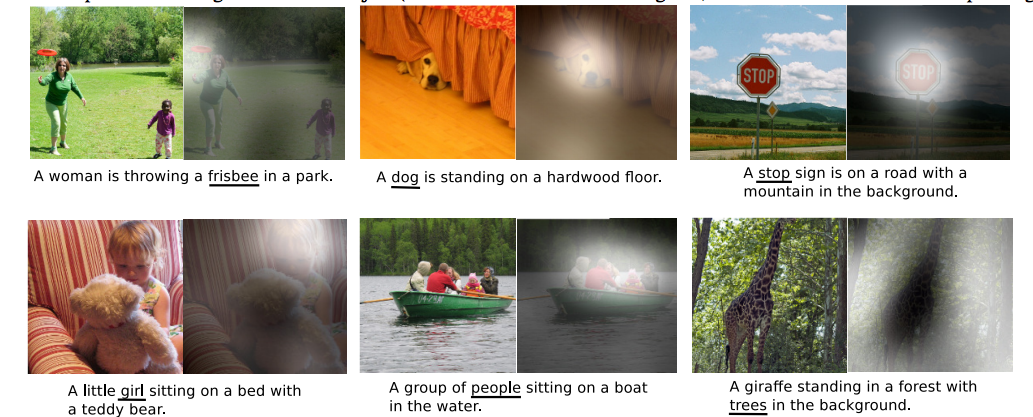 A woman is throwing a frisbee in a park.
A dog is standing on a hardwood floor.
STOP
STOP
A stop sign is on a road with a
mountain in the background.
A little girl sitting on a bed with
a teddy bear.
A group of people sitting on a boat
in the water.
A giraffe standing in a forest with
trees in the background.